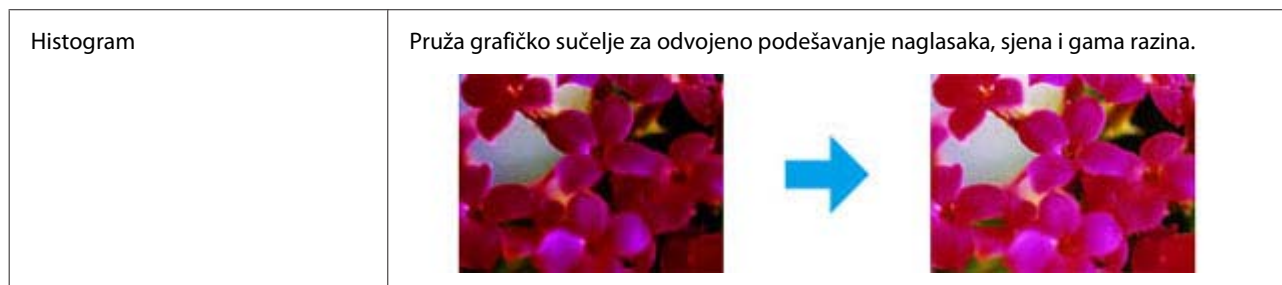 Histogram
Pruža grafičko sučelje za odvojeno podešavanje naglasaka, sjena i gama razina.